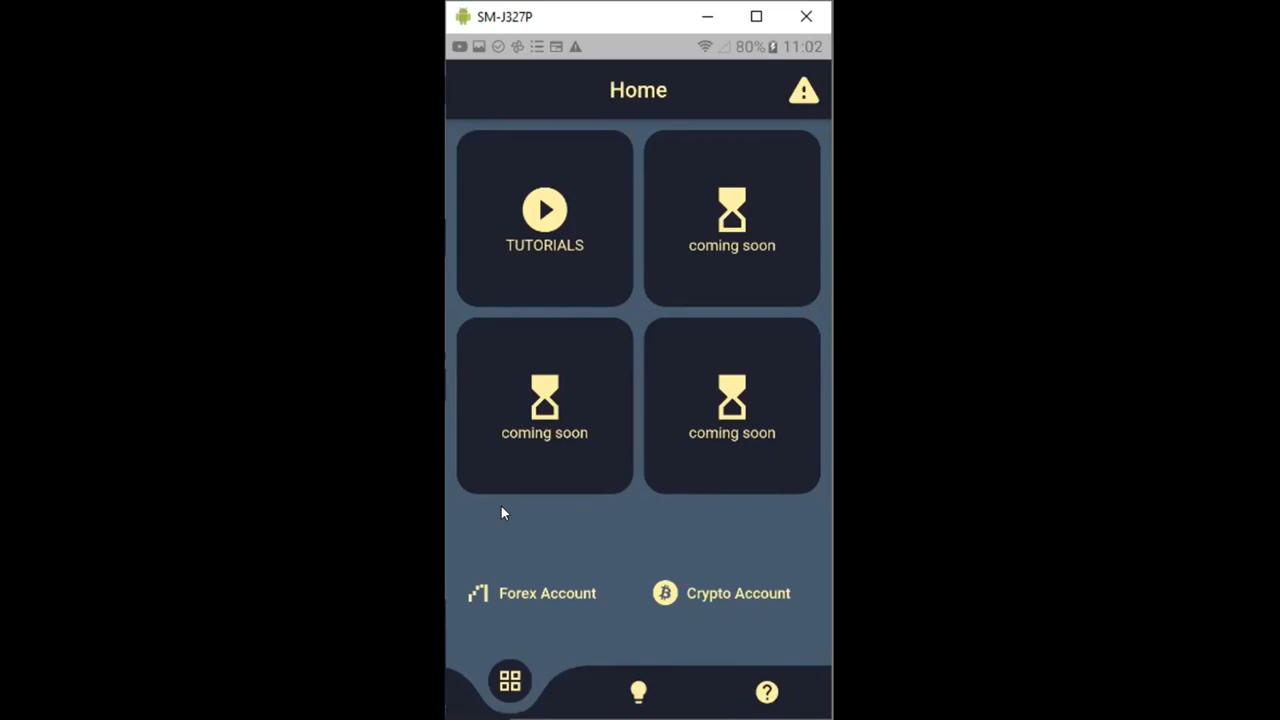 SM-J327P
80% 11:02
Home
TUTORIALS
coming soon
coming soon
coming soon
Forex Account
Crypto Account